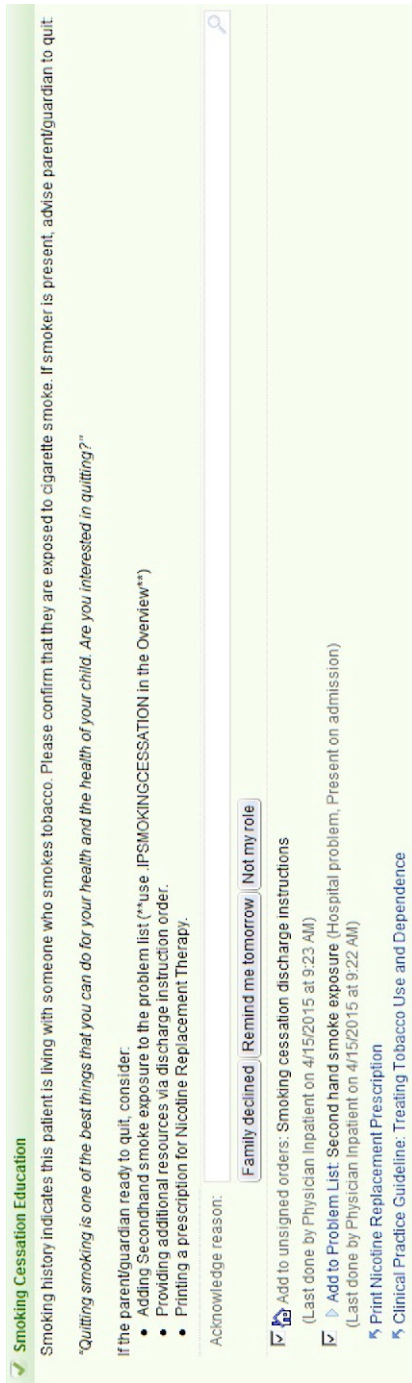 Smoking Cessation Education
Smoking history indicates this patient is living with someone who smokes tobacco. Please confirm that they are exposed to cigarette smoke. If smoker is present, advise parent/guardian to quit:
"Quitting smoking is one of the best things that you can do for your health and the health of your child. Are you interested in quitting?"
If the parent/guardian ready to quit, consider:
• Adding Secondhand smoke exposure to the problem list (**use .IPSMOKINGCESSATION in the Overview**)
• Providing additional resources via discharge instruction order.
• Printing a prescription for Nicotine Replacement Therapy.
Acknowledge reason:
Family declined Remind me tomorrow Not my role
Add to unsigned orders: Smoking cessation discharge instructions
(Last done by Physician Inpatient on 4/15/2015 at 9:23 AM)
Add to Problem List: Second hand smoke exposure (Hospital problem, Present on admission)
(Last done by Physician Inpatient on 4/15/2015 at 9:22 AM)
Print Nicotine Replacement Prescription
Clinical Practice Guideline: Treating Tobacco Use and Dependence